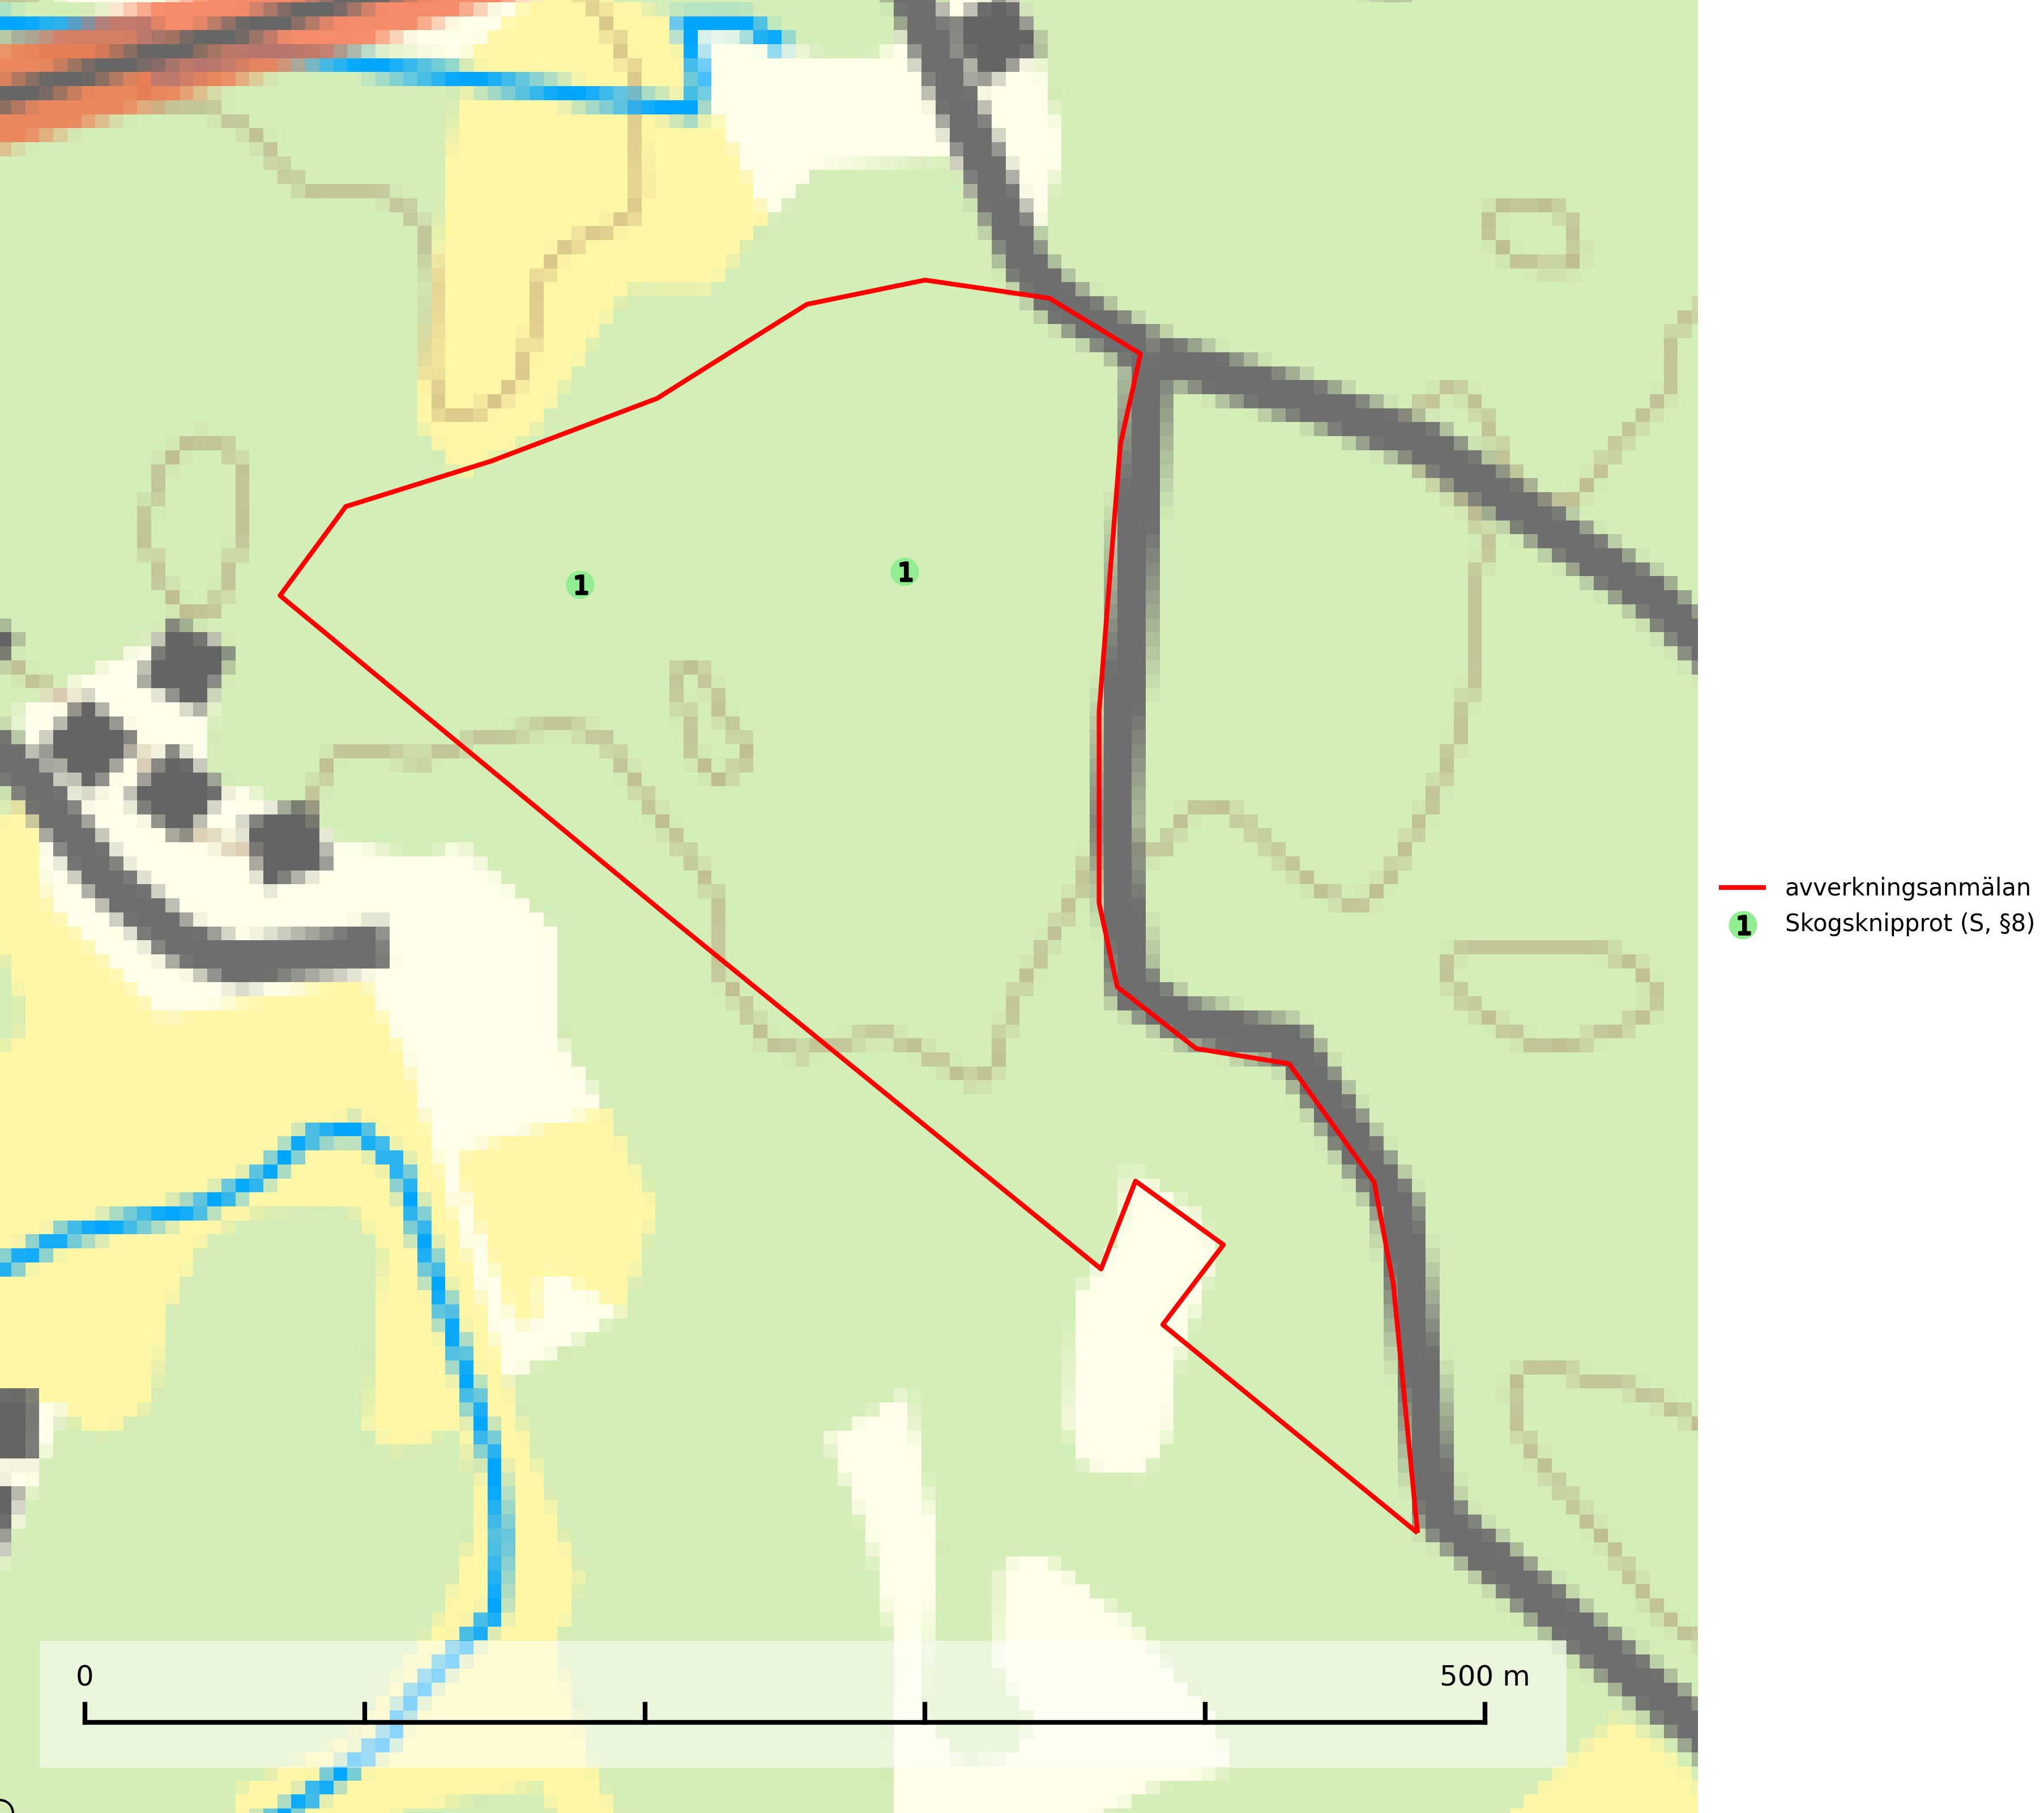 1
1
avverkningsanmälan
1 Skogsknipprot (S, §8)
0 500 m